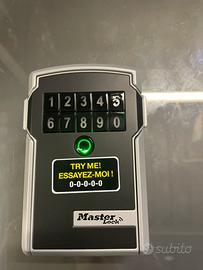 1 2 3 4 5
6 7 8 9 0
TRY ME!
ESSAYEZ-MOI !
0-0-0-0-0
Master
Lock
subito